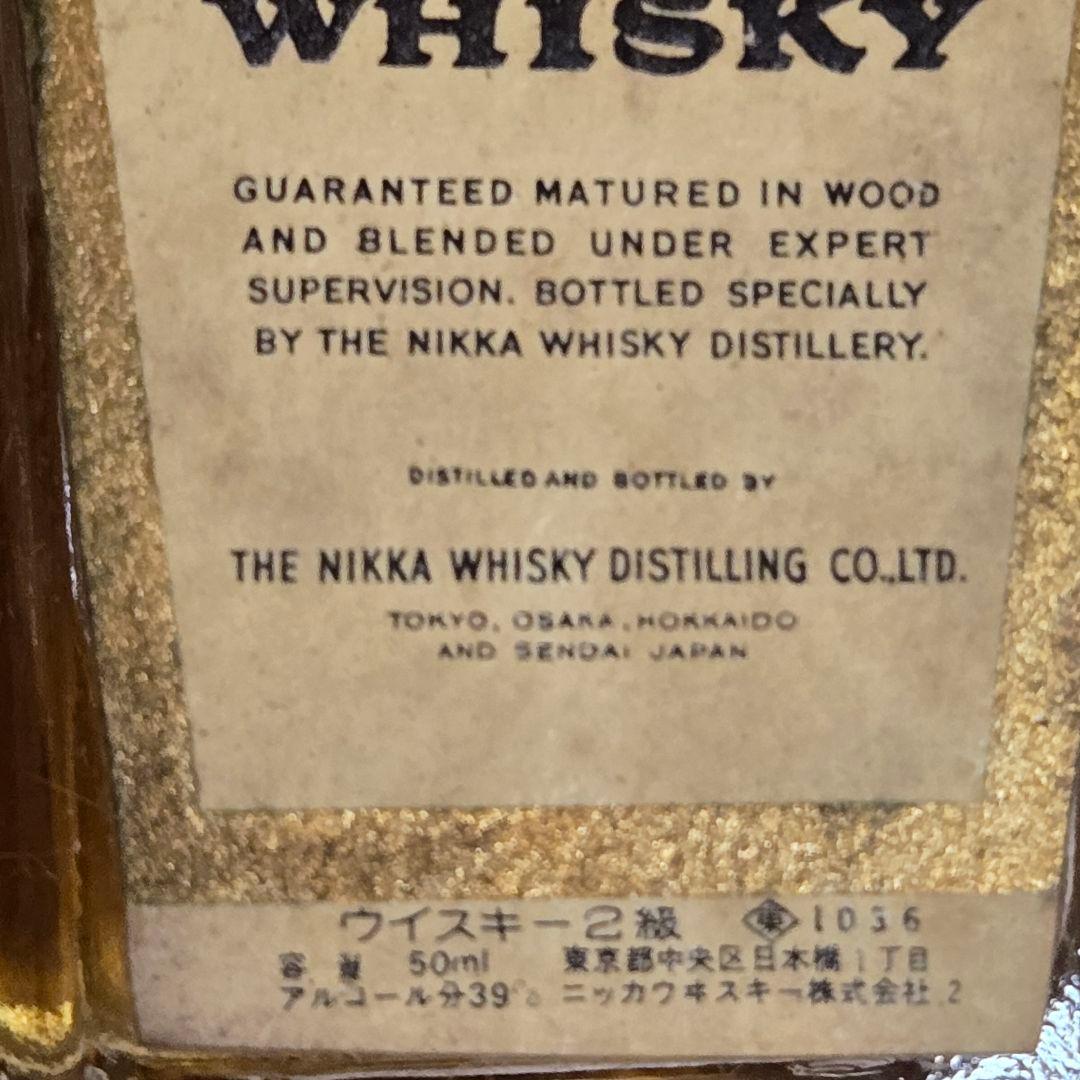 WHISKY
GUARANTEED MATURED IN WOOD
AND BLENDED UNDER EXPERT
SUPERVISION. BOTTLED SPECIALLY
BY THE NIKKA WHISKY DISTILLERY.
DISTILLED AND BOTTLED BY
THE NIKKA WHISKY DISTILLING CO.,LTD.
TOKYO, OSAKA, HOKKAIDO
AND SENDAI JAPAN
ウイスキー2級 東 1036
容量 50ml 東京都中央区日本橋1丁目
アルコール分39% ニッカウヰスキー株式会社 2